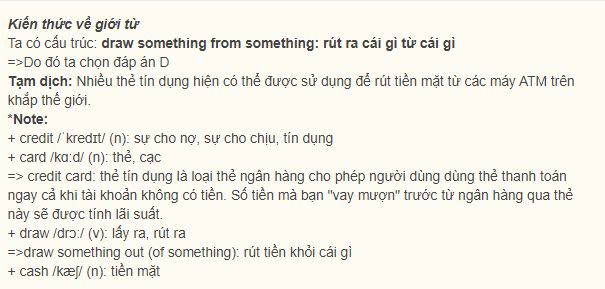 Kiến thức về giới từ
Ta có cấu trúc: draw something from something: rút ra cái gì từ cái gì
=>Do đó ta chọn đáp án D
Tạm dịch: Nhiều thẻ tín dụng hiện có thể được sử dụng để rút tiền mặt từ các máy ATM trên
khắp thế giới.
*Note:
+ credit /ˈkredɪt/ (n): sự cho nợ, sự cho chịu, tín dụng
+ card /kɑːd/ (n): thẻ, cạc
=> credit card: thẻ tín dụng là loại thẻ ngân hàng cho phép người dùng dùng thẻ thanh toán
ngay cả khi tài khoản không có tiền. Số tiền mà bạn "vay mượn" trước từ ngân hàng qua thẻ
này sẽ được tính lãi suất.
+ draw /drɔː/ (v): lấy ra, rút ra
=>draw something out (of something): rút tiền khỏi cái gì
+ cash /kæʃ/ (n): tiền mặt